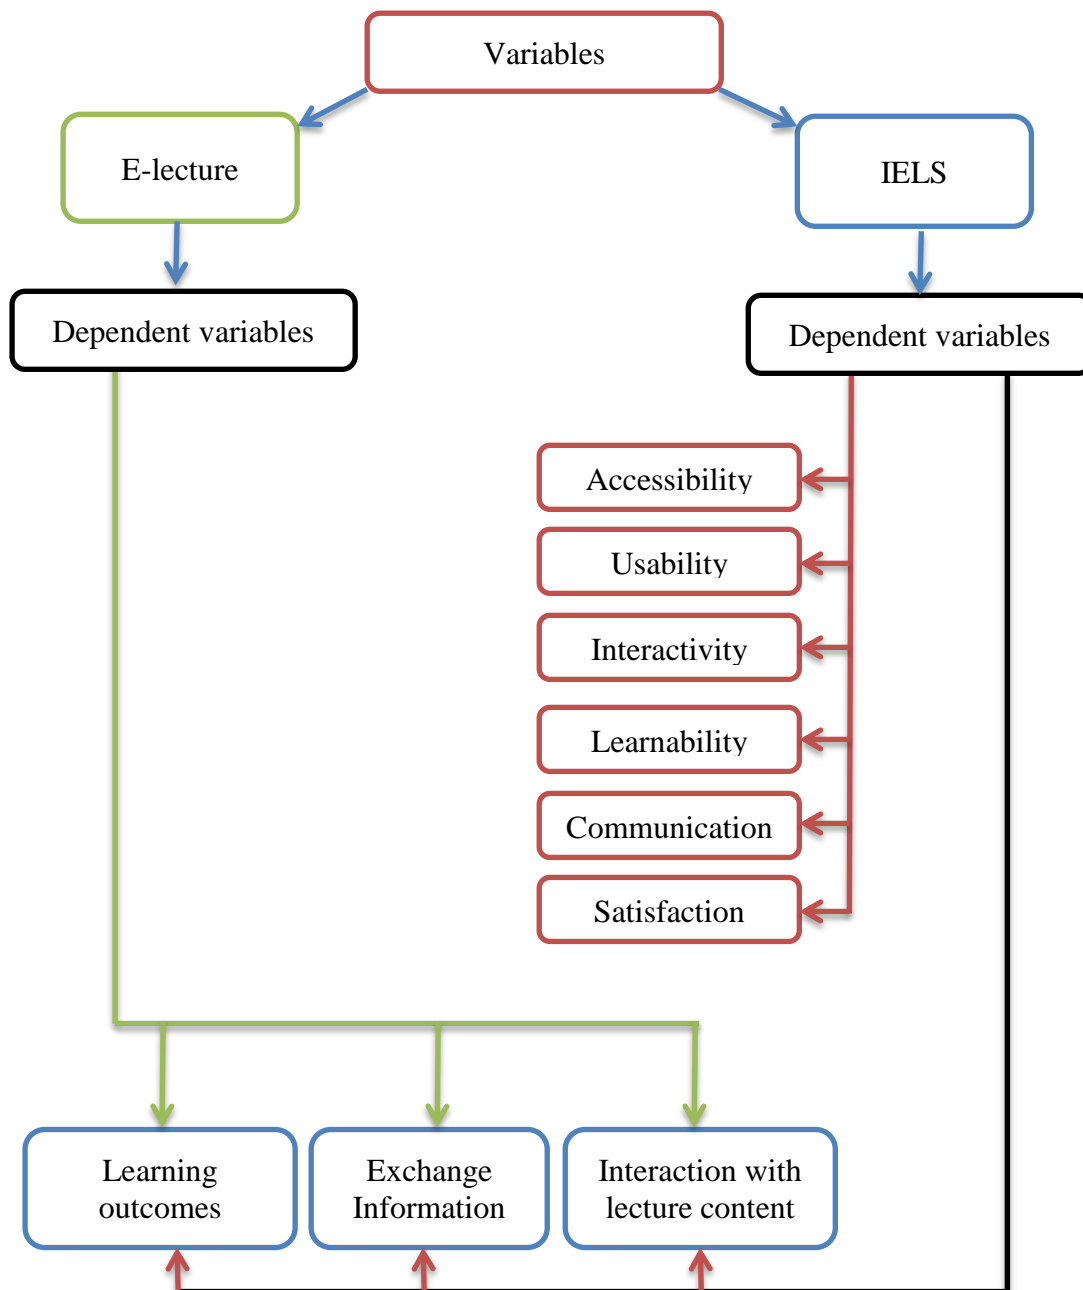 Variables
E-lecture
IELS
Dependent variables
Dependent variables
Accessibility
Usability
Interactivity
Learnability
Communication
Satisfaction
Learning
outcomes
Exchange
Information
Interaction with
lecture content